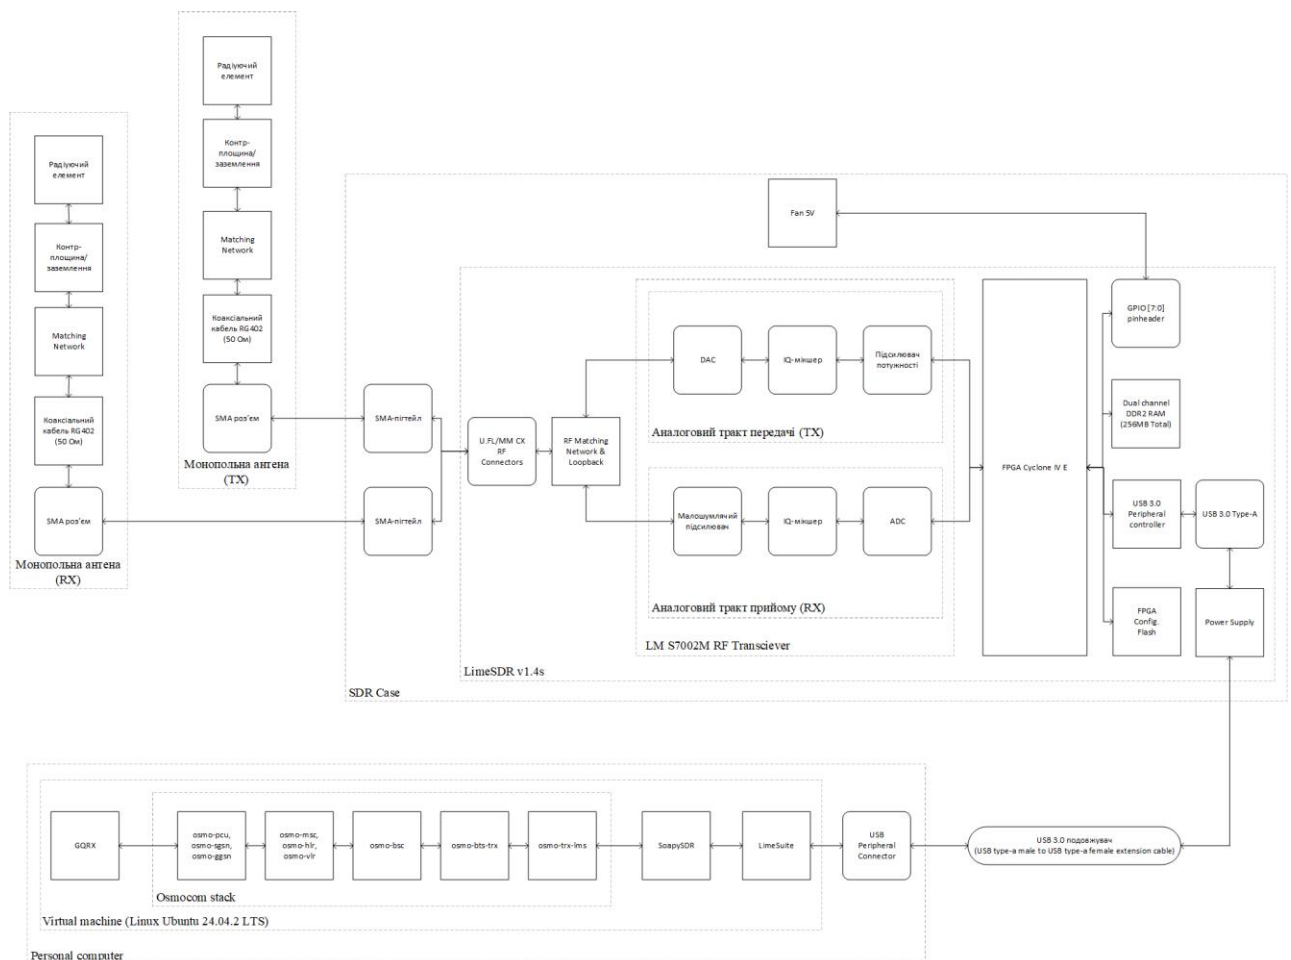 Радіуючий
елемент
Контр-
площина/
заземлення
Matching
Network
Коаксіальний
кабель RG402
(50 Ом)
SMA роз'єм
Монопольна антена
(TX)
Радіуючий
елемент
Контр-
площина/
заземлення
Matching
Network
Коаксіальний
кабель RG402
(50 Ом)
SMA роз'єм
Монопольна антена
(RX)
Fan 5V
SMA-пігтейл
SMA-пігтейл
U.FL/MM CX
RF
Connectors
RF Matching
Network &
Loopback
DAC
IQ-мікшер
Підсилювач
потужності
Аналоговий тракт передачі (TX)
Малошумлячий
підсилювач
IQ-мікшер
ADC
Аналоговий тракт прийому (RX)
LM S7002M RF Transciever
FPGA Cyclone IV E
GPIO [7:0]
pinheader
Dual channel
DDR2 RAM
(256MB Total)
USB 3.0
Peripheral
controller
USB 3.0 Type-A
FPGA
Config.
Flash
Power Supply
LimeSDR v1.4s
SDR Case
GQRX
osmo-pcu,
osmo-sgsn,
osmo-ggsn
osmo-msc,
osmo-hlr,
osmo-vlr
osmo-bsc
osmo-bts-trx
osmo-trx-lms
SoapySDR
LimeSuite
USB
Peripheral
Connector
USB 3.0 подовжувач
(USB type-a male to USB type-a female extension cable)
Osmocom stack
Virtual machine (Linux Ubuntu 24.04.2 LTS)
Personal computer